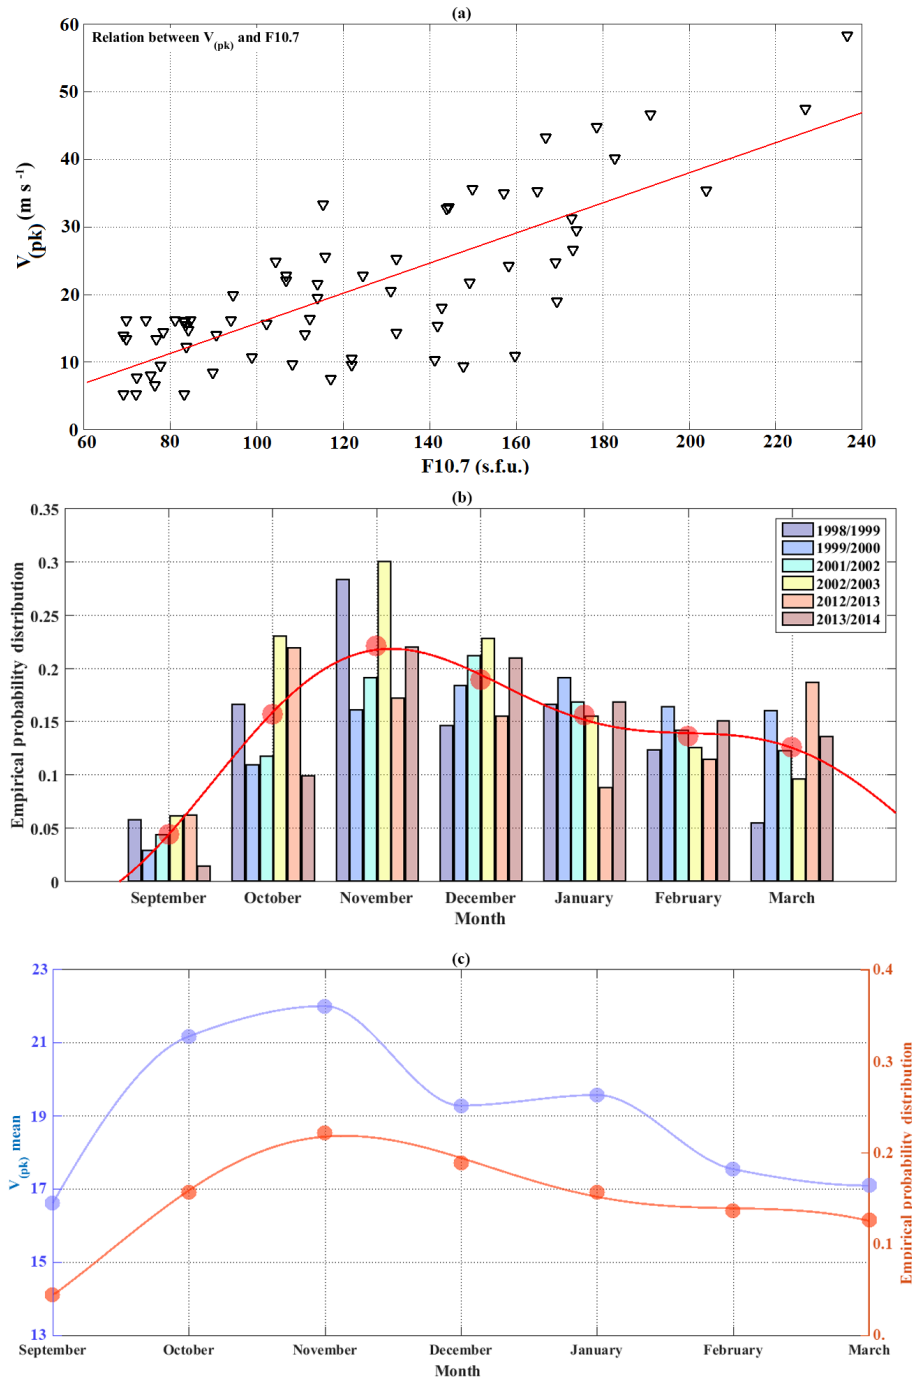 (a)
Relation between V(pk) and F10.7
60
50
40
30
20
10
0
V(pk) (m s -1)
60 80 100 120 140 160 180 200 220 240
F10.7 (s.f.u.)
(b)
0.35
0.3
0.25
0.2
0.15
0.1
0.05
0
Empirical probability distribution
1998/1999
1999/2000
2001/2002
2002/2003
2012/2013
2013/2014
September October November December January February March
Month
(c)
23
21
19
17
15
13
V(pk) mean
0.4
0.3
0.2
0.1
0.
Empirical probability distribution
September October November December January February March
Month